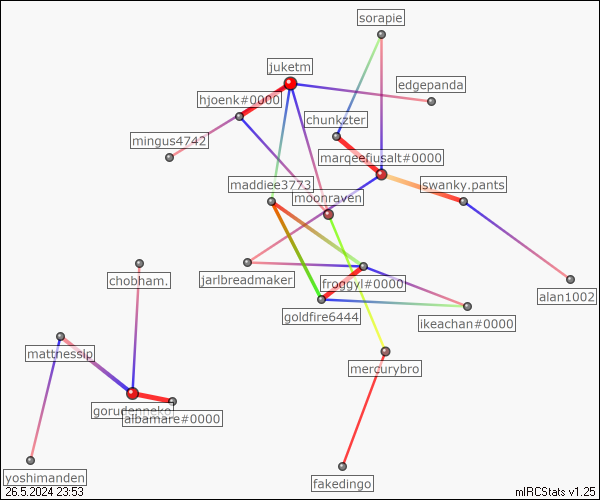 sorapie
juketm
edgepanda
hjoenk#0000
chunkzter
mingus4742
marqeefiusalt#0000
maddiee3773
swanky.pants
moonraven
chobham.
jarlbreadmaker
froggyl#0000
alan1002
goldfire6444
ikeachan#0000
mattnesslp
mercurybro
gorudenneko
albamare#0000
yoshimanden
fakedingo
26.5.2024 23:53
mIRCStats v1.25